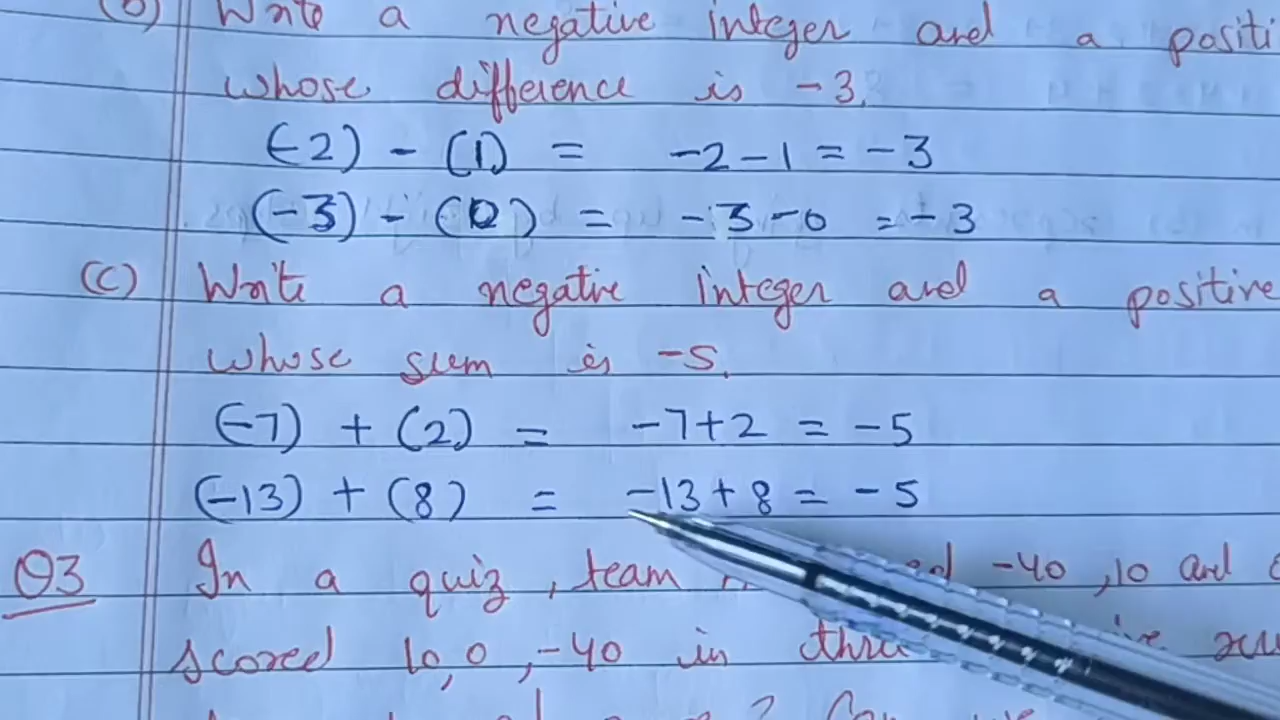 (b) Write a negative integer and a positi
whose difference is -3.
(-2) - (1) = -2-1 = -3
(-3) - (0) = -3-0 = -3
(C) Write a negative integer and a positive
whose sum is -5.
(-7) + (2) = -7+2 = -5
(-13) + (8) = -13+8 = -5
Q3 In a quiz, team -40, 10 and
scored 10,0,-40 in